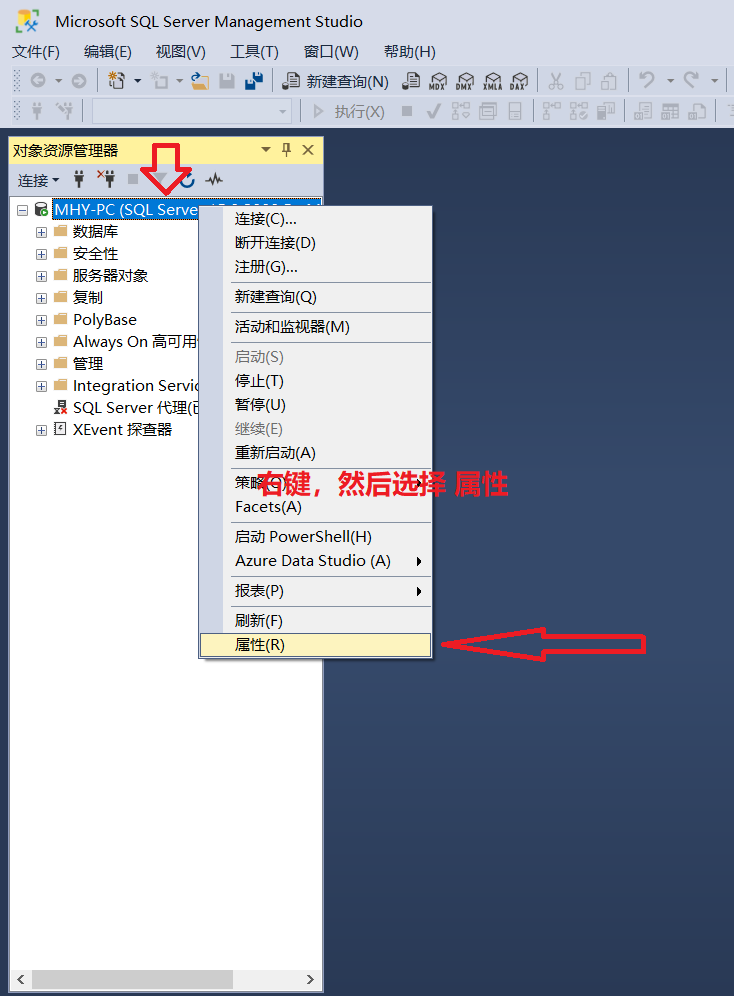 Microsoft SQL Server Management Studio
文件(F) 编辑(E) 视图(V) 工具(T) 窗口(W) 帮助(H)
新建查询(N) MDX DMX XMLA DAX
执行(X)
对象资源管理器
连接
MHY-PC (SQL Serve
数据库
安全性
服务器对象
复制
PolyBase
Always On 高可用
管理
Integration Servic
SQL Server 代理(已
XEvent 探查器
连接(C)...
断开连接(D)
注册(G)...
新建查询(Q)
活动和监视器(M)
启动(S)
停止(T)
暂停(U)
继续(E)
重新启动(A)
策略(O)
右键，然后选择 属性
Facets(A)
启动 PowerShell(H)
Azure Data Studio (A)
报表(P)
刷新(F)
属性(R)